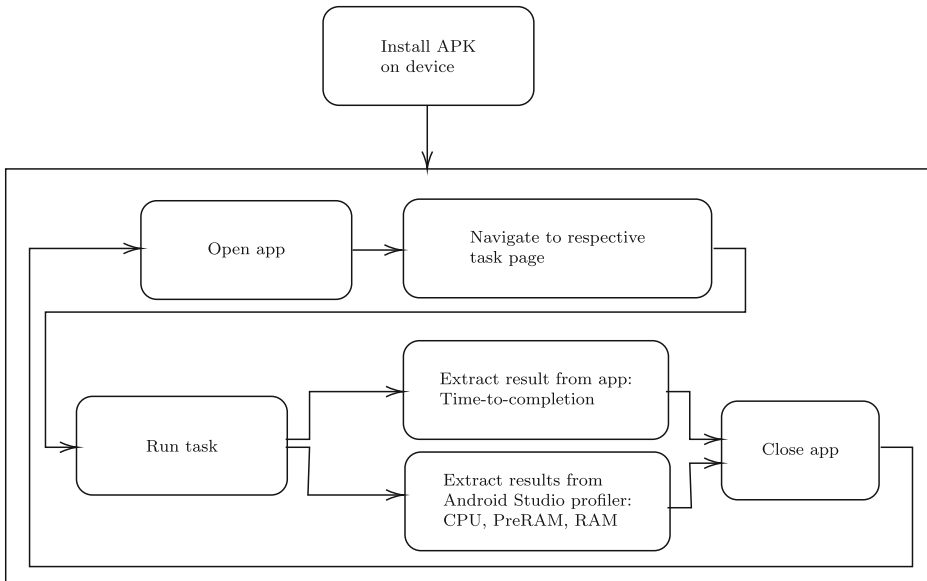 Install APK
on device
Open app
Navigate to respective
task page
Extract result from app:
Time-to-completion
Run task
Close app
Extract results from
Android Studio profiler:
CPU, PreRAM, RAM